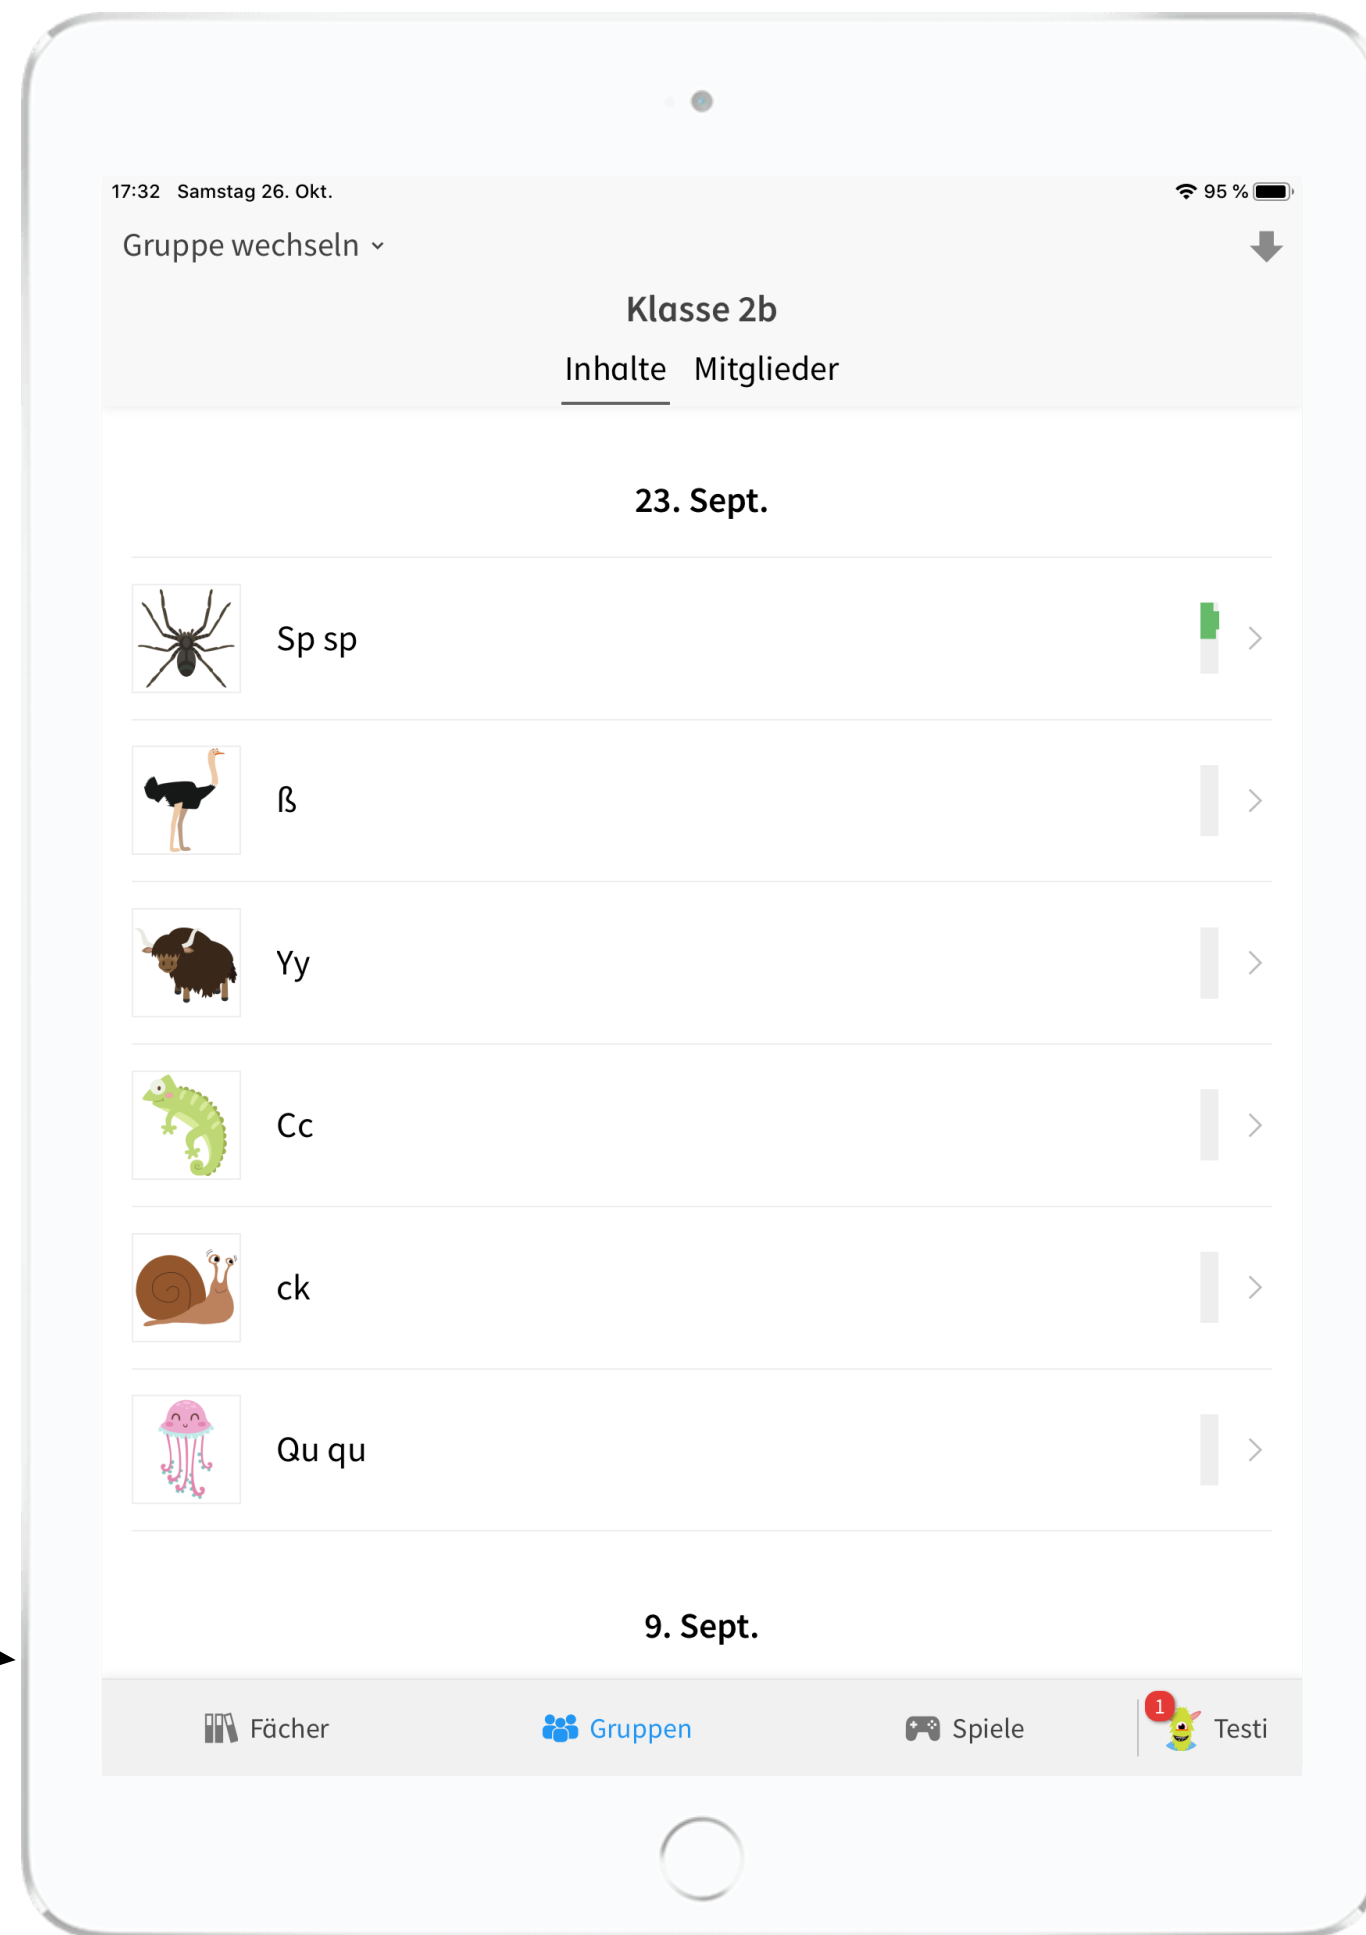 17:32 Samstag 26. Okt. 95 %
Gruppe wechseln
Klasse 2b
Inhalte Mitglieder
23. Sept.
Sp sp
ß
Yy
Cc
ck
Qu qu
9. Sept.
Fächer Gruppen Spiele 1 Testi